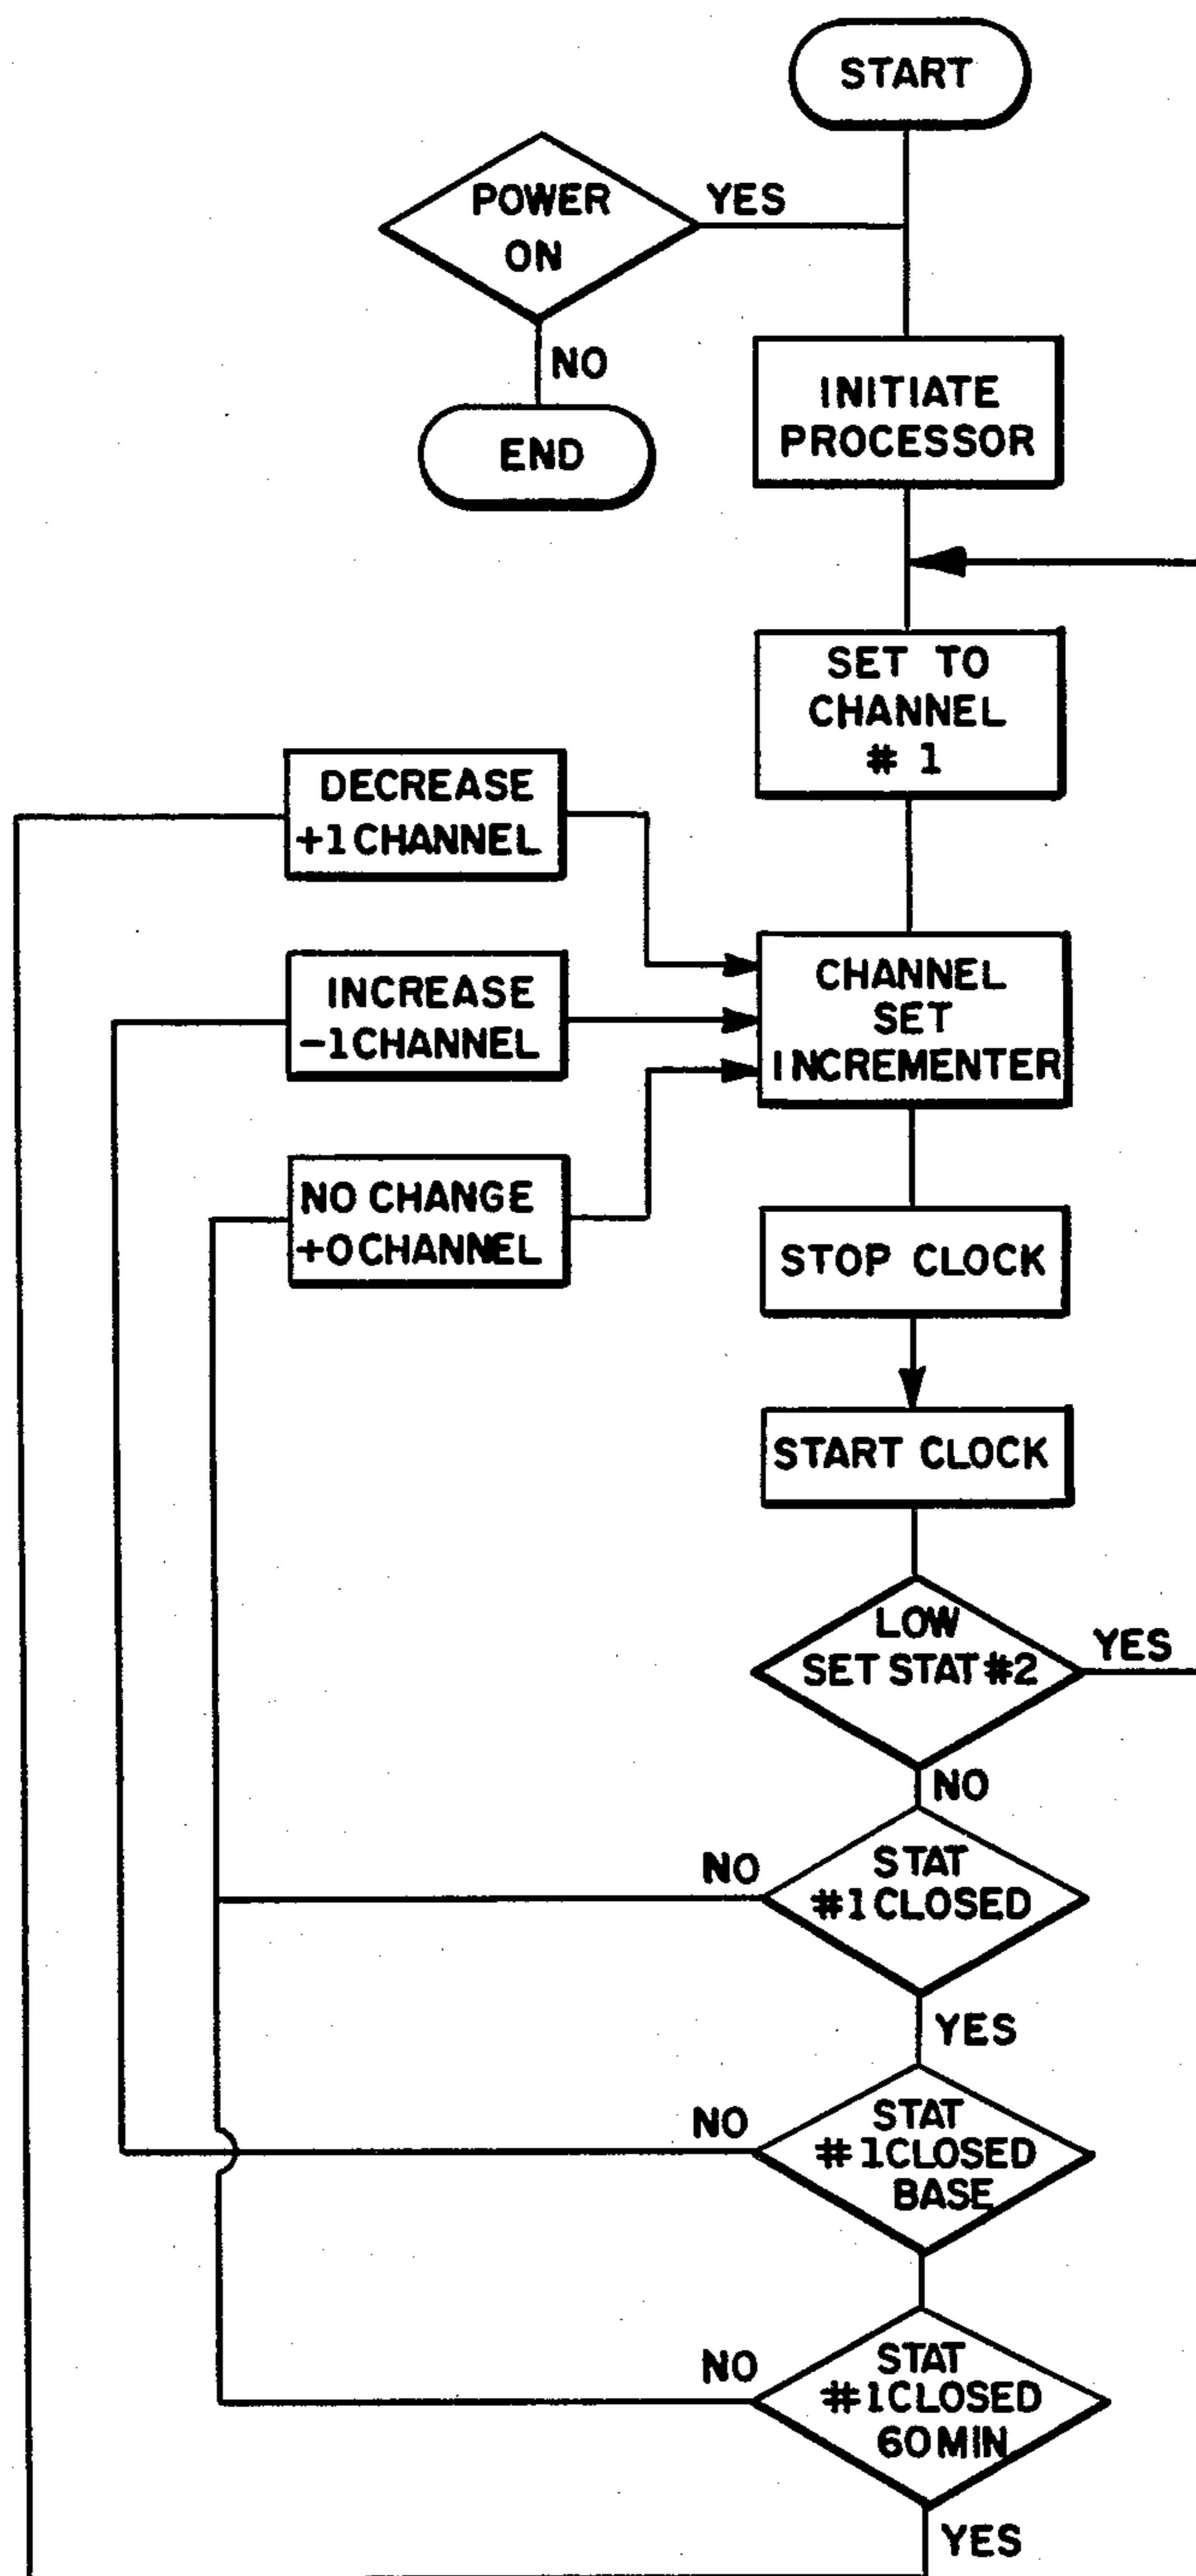 START
POWER
ON
YES
NO
END
INITIATE
PROCESSOR
SET TO
CHANNEL
# 1
DECREASE
+1 CHANNEL
INCREASE
-1 CHANNEL
NO CHANGE
+0 CHANNEL
CHANNEL
SET
INCREMENTER
STOP CLOCK
START CLOCK
LOW
SET STAT #2
YES
NO
STAT
#1 CLOSED
NO
YES
STAT
#1 CLOSED
BASE
NO
STAT
#1 CLOSED
60 MIN
NO
YES